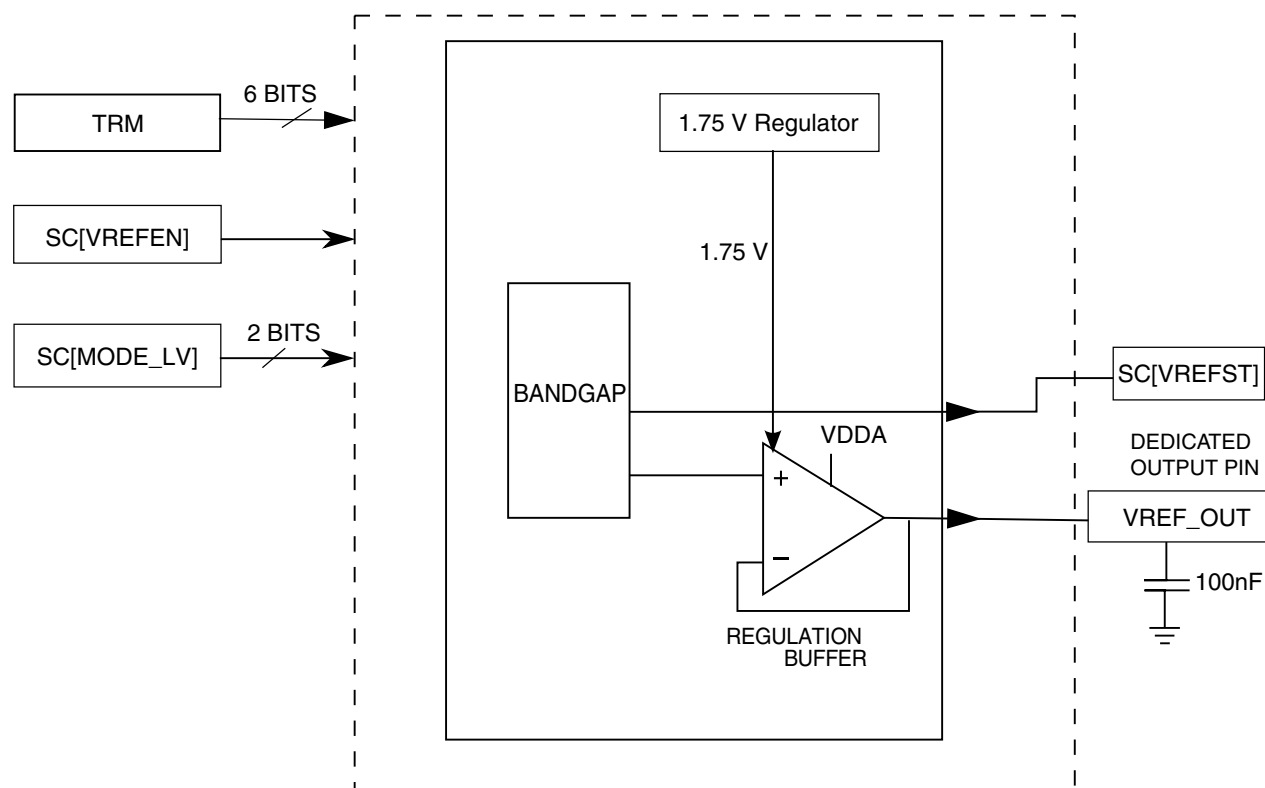 6 BITS
TRM
1.75 V Regulator
SC[VREFEN]
1.75 V
2 BITS
SC[MODE_LV]
SC[VREFST]
BANDGAP
VDDA
DEDICATED
OUTPUT PIN
+
VREF_OUT
–
100nF
REGULATION
BUFFER